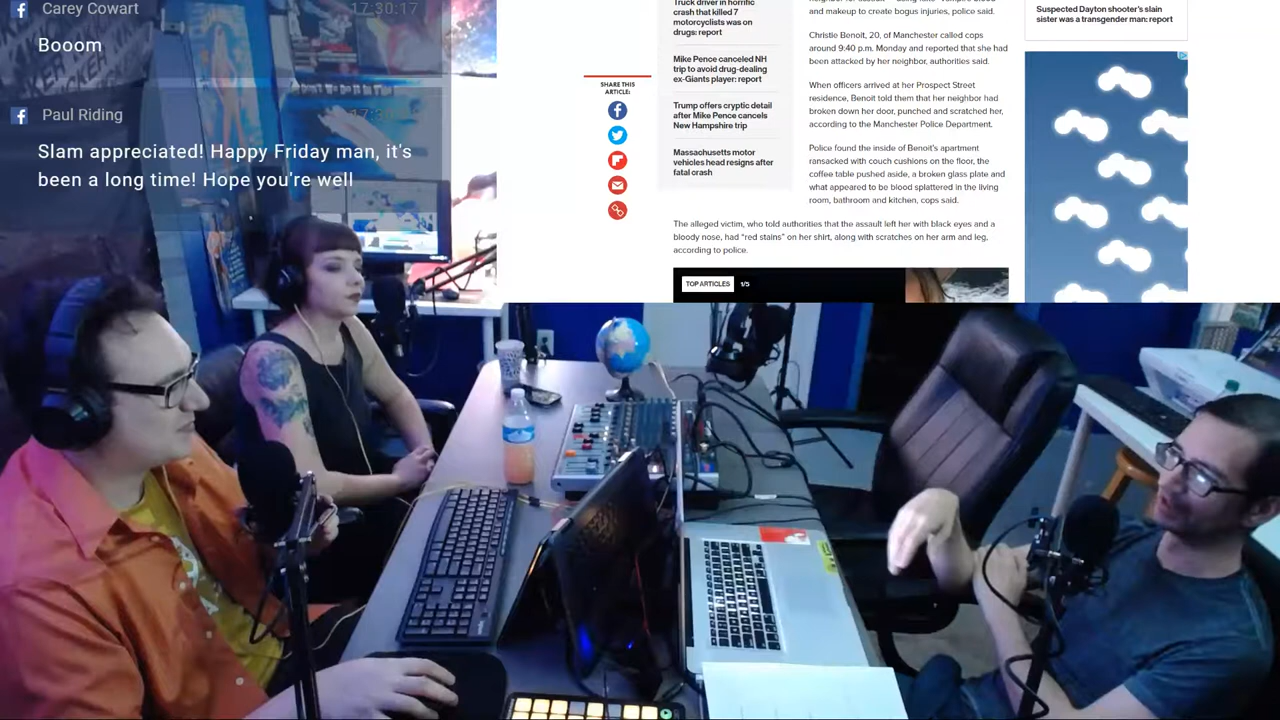 Carey Cowart
17:30:17
Booom
Paul Riding
Slam appreciated! Happy Friday man, it's
been a long time! Hope you're well
SHARE THIS
ARTICLE:
Truck driver in horrific
crash that killed 7
motorcyclists was on
drugs: report
Mike Pence canceled NH
trip to avoid drug-dealing
ex-Giants player: report
Trump offers cryptic detail
after Mike Pence cancels
New Hampshire trip
Massachusetts motor
vehicles head resigns after
fatal crash
and makeup to create bogus injuries, police said.
Christie Benoit, 20, of Manchester called cops
around 9:40 p.m. Monday and reported that she had
been attacked by her neighbor, authorities said.
When officers arrived at her Prospect Street
residence, Benoit told them that her neighbor had
broken down her door, punched and scratched her,
according to the Manchester Police Department.
Police found the inside of Benoit's apartment
ransacked with couch cushions on the floor, the
coffee table pushed aside, a broken glass plate and
what appeared to be blood splattered in the living
room, bathroom and kitchen, cops said.
The alleged victim, who told authorities that the assault left her with black eyes and a
bloody nose, had "red stains" on her shirt, along with scratches on her arm and leg,
according to police.
TOP ARTICLES 1/5
Suspected Dayton shooter's slain
sister was a transgender man: report